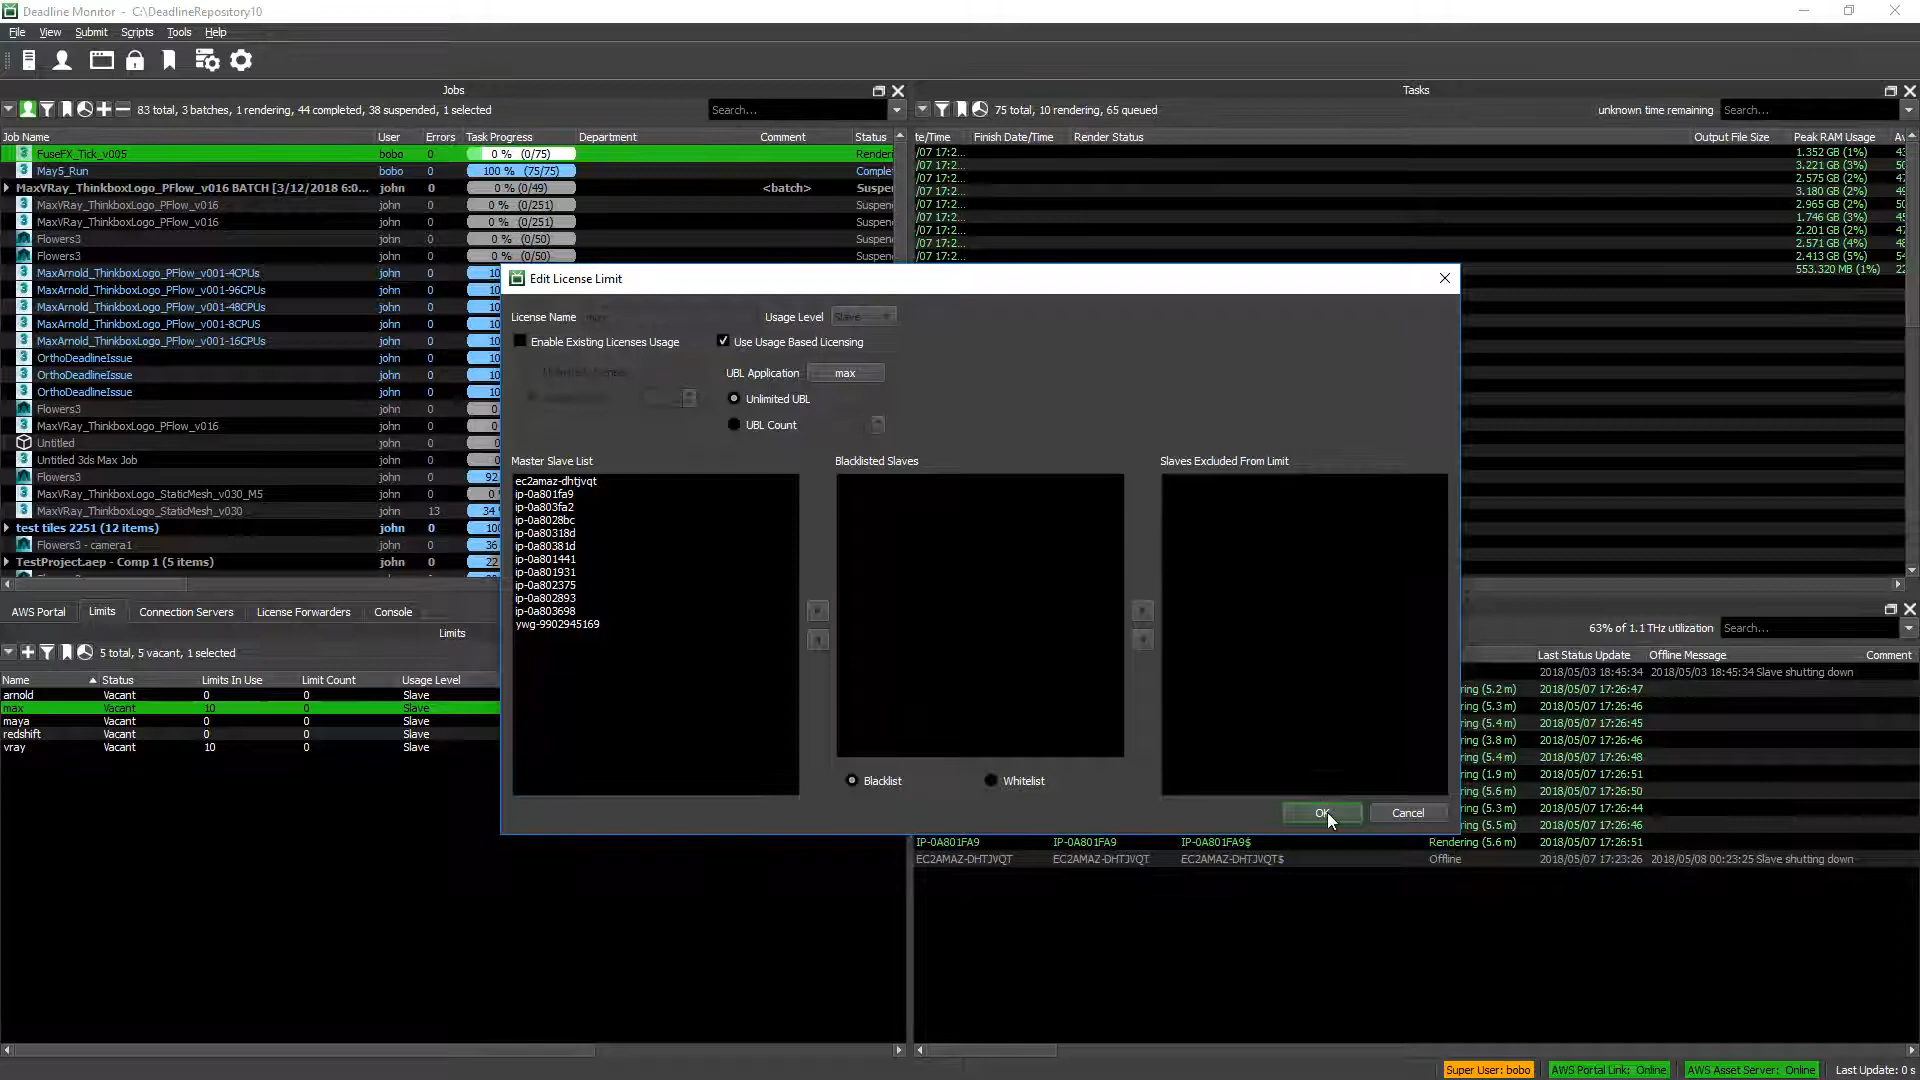 Deadline Monitor - C:\DeadlineRepository10
File View Submit Scripts Tools Help
Jobs
83 total, 3 batches, 1 rendering, 44 completed, 38 suspended, 1 selected
Search...
Job Name User Errors Task Progress Department Comment Status
FuseFX_Tick_v005 bobo 0 0 % (0/75) Renderi
May5_Run bobo 0 100 % (75/75) Complet
MaxVRay_ThinkboxLogo_PFlow_v016 BATCH [3/12/2018 6:0... john 0 0 % (0/49) <batch> Suspe
MaxVRay_ThinkboxLogo_PFlow_v016 john 0 0 % (0/251) Suspen
MaxVRay_ThinkboxLogo_PFlow_v016 john 0 0 % (0/251) Suspen
Flowers3 john 0 0 % (0/50) Suspen
Flowers3 john 0 0 % (0/50) Suspen
MaxArnold_ThinkboxLogo_PFlow_v001-4CPUs john 0 10
MaxArnold_ThinkboxLogo_PFlow_v001-96CPUs john 0 10
MaxArnold_ThinkboxLogo_PFlow_v001-48CPUs john 0 10
MaxArnold_ThinkboxLogo_PFlow_v001-8CPUS john 0 10
MaxArnold_ThinkboxLogo_PFlow_v001-16CPUs john 0 10
OrthoDeadlineIssue john 0 10
OrthoDeadlineIssue john 0 10
OrthoDeadlineIssue john 0 10
Flowers3 john 0 0
MaxVRay_ThinkboxLogo_PFlow_v016 john 0 0
Untitled john 0 0
Untitled 3ds Max Job john 0 0
Flowers3 john 0 92
MaxVRay_ThinkboxLogo_StaticMesh_v030_M5 john 0 0
MaxVRay_ThinkboxLogo_StaticMesh_v030 john 13 34
test tiles 2251 (12 items) john 0 100
Flowers3 - camera1 john 0 36
TestProject.aep - Comp 1 (5 items) john 0 22
Tasks
75 total, 10 rendering, 65 queued
unknown time remaining Search...
te/Time Finish Date/Time Render Status Output File Size Peak RAM Usage Av
/07 17:2... 1.352 GB (1%) 43
/07 17:2... 3.221 GB (3%) 52
/07 17:2... 2.575 GB (2%) 47
/07 17:2... 3.180 GB (2%) 49
/07 17:2... 2.965 GB (2%) 50
/07 17:2... 1.746 GB (3%) 45
/07 17:2... 2.201 GB (2%) 47
/07 17:2... 2.571 GB (4%) 48
/07 17:2... 2.413 GB (5%) 54
553.320 MB (1%) 22
Edit License Limit
License Name Usage Level Slave
Enable Existing Licenses Usage Use Usage Based Licensing
UBL Application max
Unlimited UBL
UBL Count
Master Slave List Blacklisted Slaves Slaves Excluded From Limit
ec2amaz-dhtjvqt
ip-0a801fa9
ip-0a803fa2
ip-0a8028bc
ip-0a80318d
ip-0a80381d
ip-0a801441
ip-0a801931
ip-0a802375
ip-0a802893
ip-0a803698
ywg-9902945169
Blacklist Whitelist
OK Cancel
AWS Portal Limits Connection Servers License Forwarders Console
Limits
5 total, 5 vacant, 1 selected
Name Status Limits In Use Limit Count Usage Level
arnold Vacant 0 0 Slave
max Vacant 10 0 Slave
maya Vacant 0 0 Slave
redshift Vacant 0 0 Slave
vray Vacant 10 0 Slave
63% of 1.1 THz utilization Search...
Last Status Update Offline Message Comment
2018/05/03 18:45:34 2018/05/03 18:45:34 Slave shutting down
ring (5.2 m) 2018/05/07 17:26:47
ring (5.3 m) 2018/05/07 17:26:46
ring (5.4 m) 2018/05/07 17:26:45
ring (3.8 m) 2018/05/07 17:26:46
ring (5.4 m) 2018/05/07 17:26:48
ring (1.9 m) 2018/05/07 17:26:51
ring (5.6 m) 2018/05/07 17:26:50
ring (5.3 m) 2018/05/07 17:26:44
ring (5.5 m) 2018/05/07 17:26:46
IP-0A801FA9 IP-0A801FA9 IP-0A801FA9$ Rendering (5.6 m) 2018/05/07 17:26:51
EC2AMAZ-DHTJVQT EC2AMAZ-DHTJVQT EC2AMAZ-DHTJVQT$ Offline 2018/05/07 17:23:26 2018/05/08 00:23:25 Slave shutting down
Super User: bobo AWS Portal Link: Online AWS Asset Server: Online Last Update: 0 s